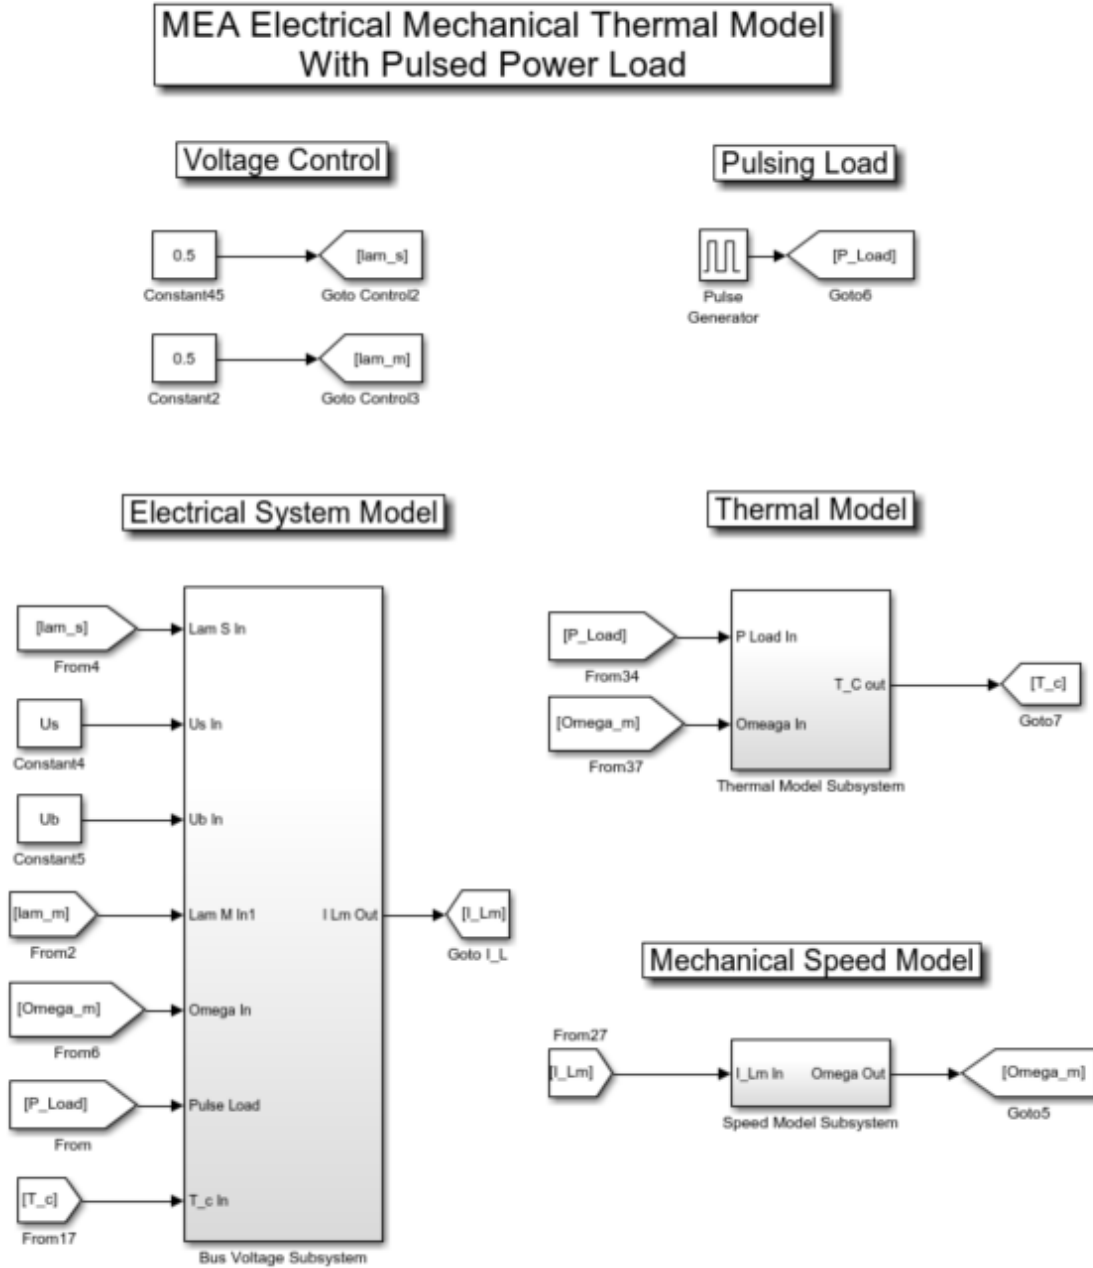 MEA Electrical Mechanical Thermal Model
With Pulsed Power Load
Voltage Control
0.5
[lam_s]
Constant45
Goto Control2
0.5
[lam_m]
Constant2
Goto Control3
Pulsing Load
[P_Load]
Pulse
Generator
Goto6
Electrical System Model
[lam_s]
From4
Us
Constant4
Ub
Constant5
[lam_m]
From2
[Omega_m]
From6
[P_Load]
From
[T_c]
From17
Lam S In
Us In
Ub In
Lam M In1
Omega In
Pulse Load
T_c In
I Lm Out
Bus Voltage Subsystem
[I_Lm]
Goto I_L
Thermal Model
[P_Load]
From34
[Omega_m]
From37
P Load In
Omeaga In
T_C out
Thermal Model Subsystem
[T_c]
Goto7
Mechanical Speed Model
From27
[I_Lm]
I_Lm In
Omega Out
Speed Model Subsystem
[Omega_m]
Goto5